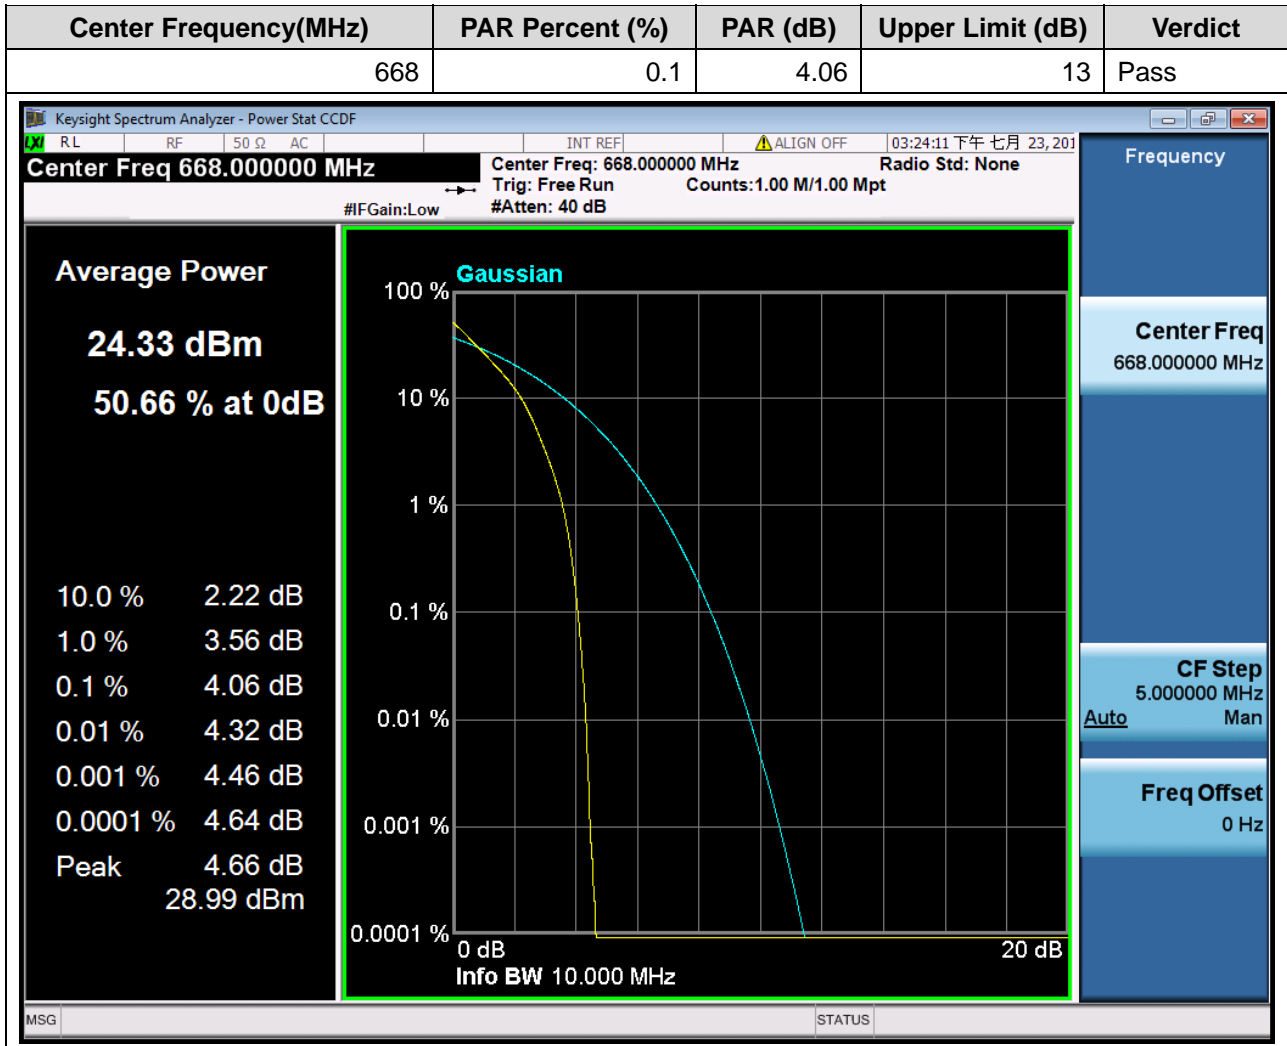 Center Frequency(MHz) PAR Percent (%) PAR (dB) Upper Limit (dB) Verdict
668 0.1 4.06 13 Pass
Keysight Spectrum Analyzer - Power Stat CCDF
LXI RL RF 50 Ω AC INT REF ALIGN OFF 03:24:11 下午 七月 23, 201
Center Freq 668.000000 MHz
Center Freq: 668.000000 MHz Radio Std: None
Trig: Free Run Counts:1.00 M/1.00 Mpt
#IFGain:Low #Atten: 40 dB
Frequency
Average Power
24.33 dBm
50.66 % at 0dB
10.0 % 2.22 dB
1.0 % 3.56 dB
0.1 % 4.06 dB
0.01 % 4.32 dB
0.001 % 4.46 dB
0.0001 % 4.64 dB
Peak 4.66 dB
28.99 dBm
Gaussian
100 %
10 %
1 %
0.1 %
0.01 %
0.001 %
0.0001 %
0 dB 20 dB
Info BW 10.000 MHz
Center Freq
668.000000 MHz
CF Step
5.000000 MHz
Auto Man
Freq Offset
0 Hz
MSG STATUS